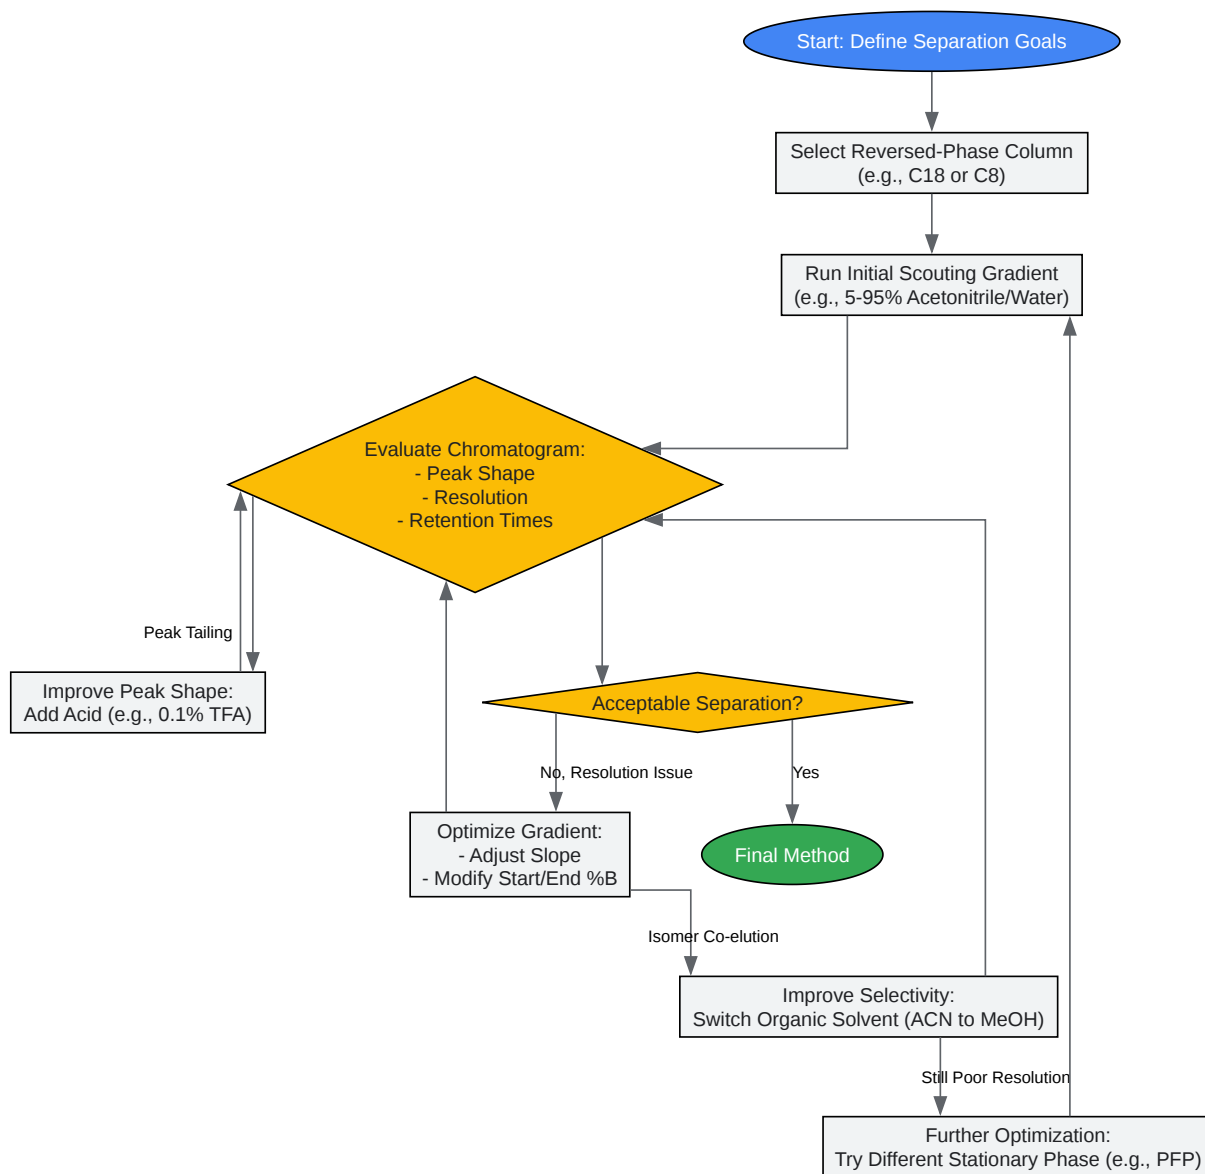 Start: Define Separation Goals
Select Reversed-Phase Column
(e.g., C18 or C8)
Run Initial Scouting Gradient
(e.g., 5-95% Acetonitrile/Water)
Evaluate Chromatogram:
- Peak Shape
- Resolution
- Retention Times
Peak Tailing
Improve Peak Shape:
Add Acid (e.g., 0.1% TFA)
Acceptable Separation?
No, Resolution Issue
Yes
Optimize Gradient:
- Adjust Slope
- Modify Start/End %B
Final Method
Isomer Co-elution
Improve Selectivity:
Switch Organic Solvent (ACN to MeOH)
Still Poor Resolution
Further Optimization:
Try Different Stationary Phase (e.g., PFP)